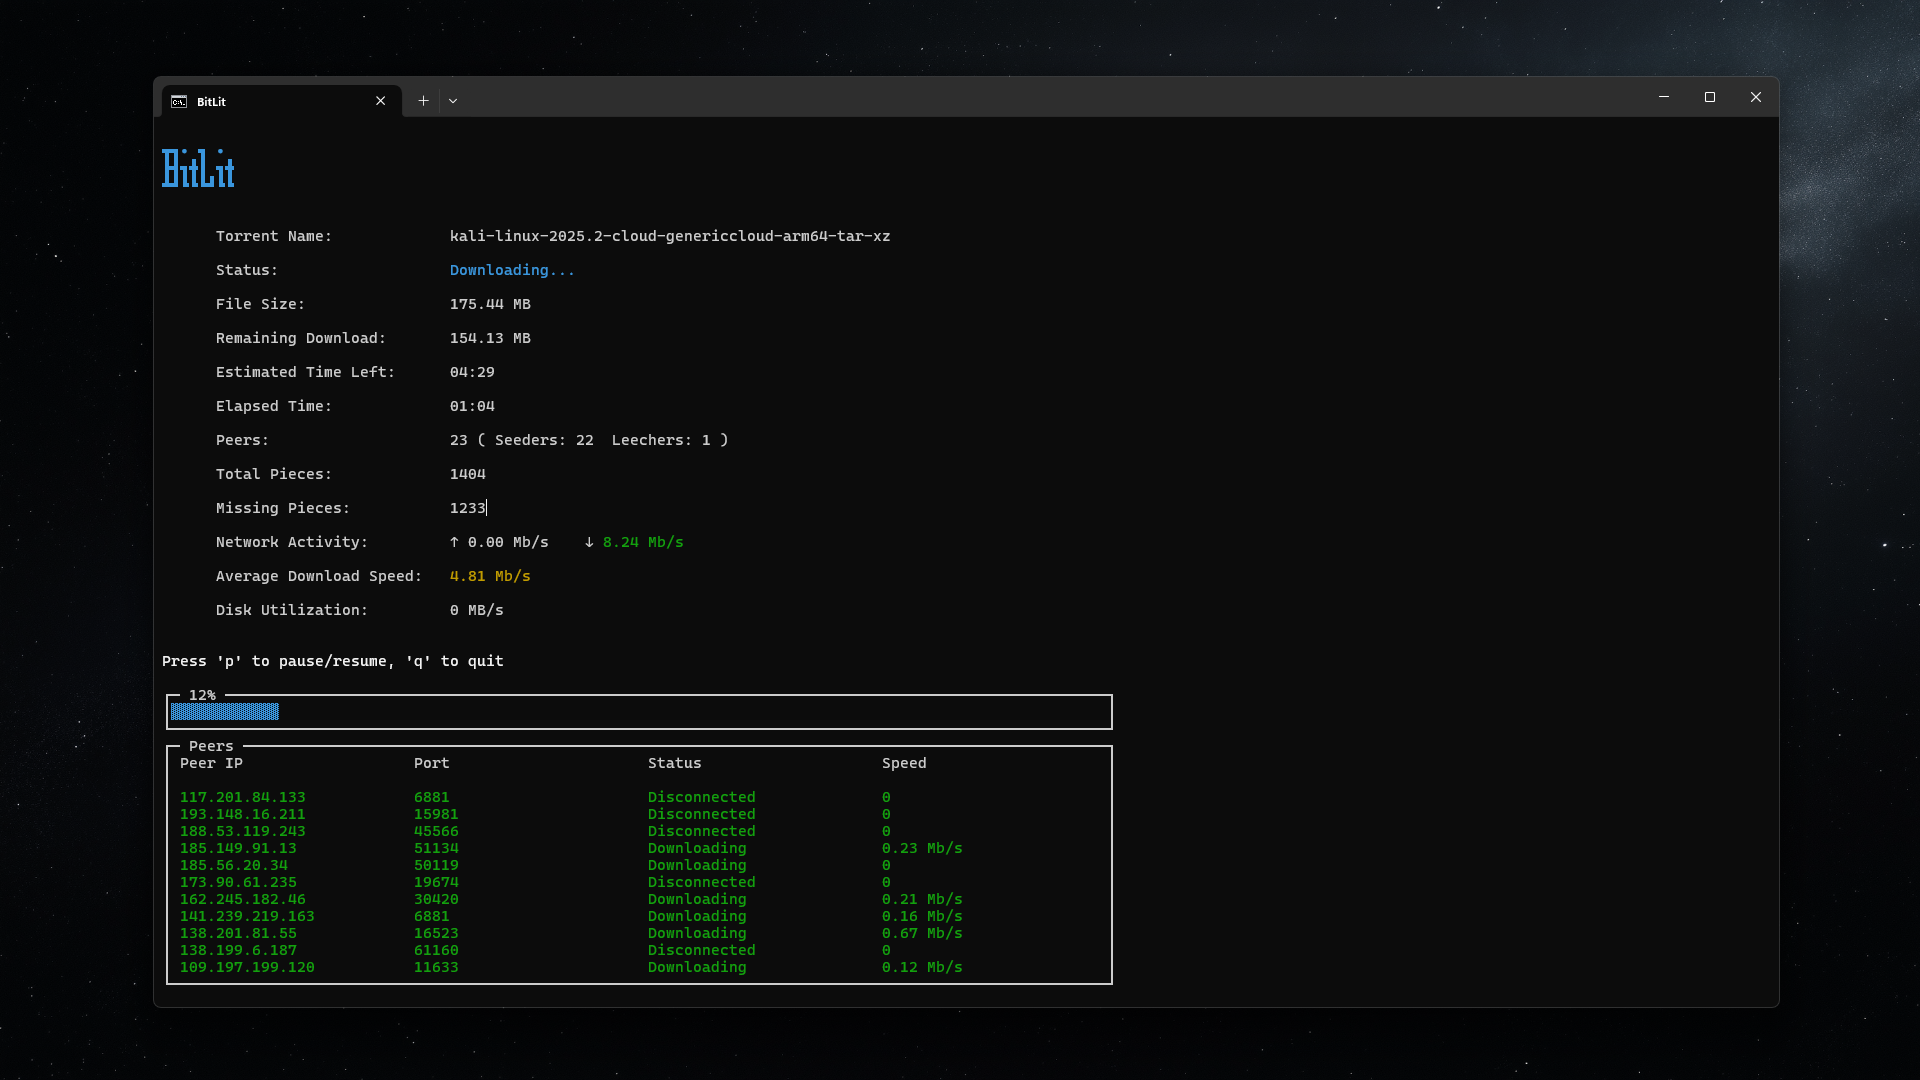 BitLit
BitLit
Torrent Name: kali-linux-2025.2-cloud-genericcloud-arm64-tar-xz
Status: Downloading...
File Size: 175.44 MB
Remaining Download: 154.13 MB
Estimated Time Left: 04:29
Elapsed Time: 01:04
Peers: 23 ( Seeders: 22 Leechers: 1 )
Total Pieces: 1404
Missing Pieces: 1233
Network Activity: ↑ 0.00 Mb/s ↓ 8.24 Mb/s
Average Download Speed: 4.81 Mb/s
Disk Utilization: 0 MB/s
Press 'p' to pause/resume, 'q' to quit
12%
Peers
Peer IP Port Status Speed
117.201.84.133 6881 Disconnected 0
193.148.16.211 15981 Disconnected 0
188.53.119.243 45566 Disconnected 0
185.149.91.13 51134 Downloading 0.23 Mb/s
185.56.20.34 50119 Downloading 0
173.90.61.235 19674 Disconnected 0
162.245.182.46 30420 Downloading 0.21 Mb/s
141.239.219.163 6881 Downloading 0.16 Mb/s
138.201.81.55 16523 Downloading 0.67 Mb/s
138.199.6.187 61160 Disconnected 0
109.197.199.120 11633 Downloading 0.12 Mb/s